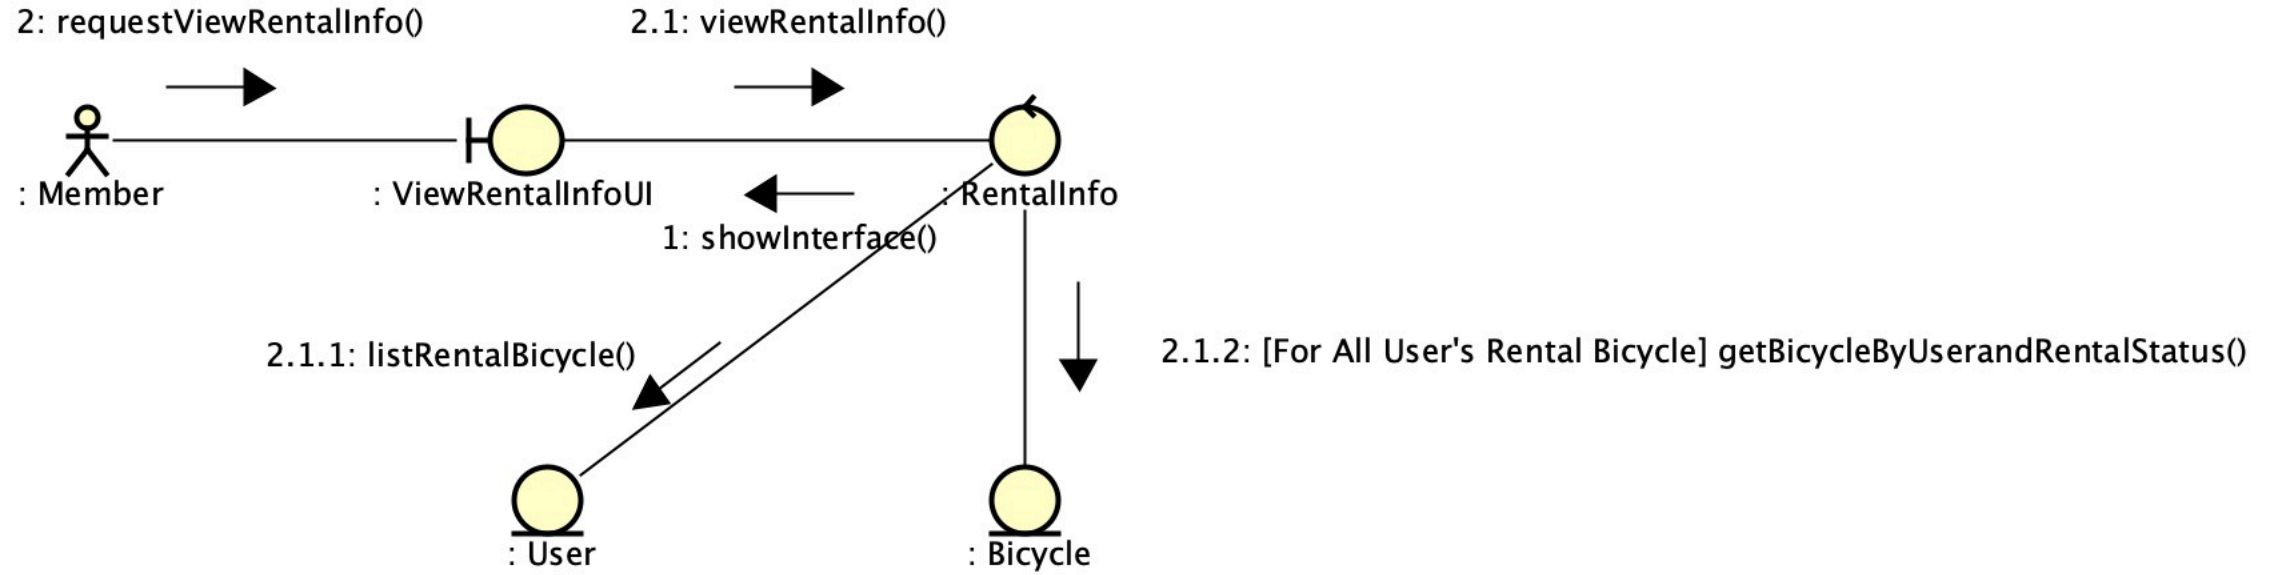 2: requestViewRentalInfo()
2.1: viewRentalInfo()
: Member
: ViewRentalInfoUI
: RentalInfo
1: showInterface()
2.1.1: listRentalBicycle()
2.1.2: [For All User's Rental Bicycle] getBicycleByUserandRentalStatus()
: User
: Bicycle